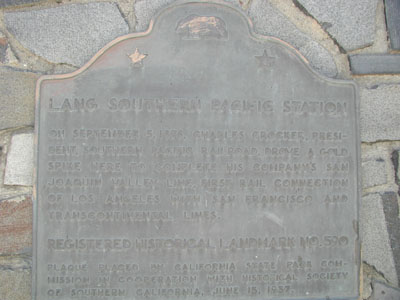 LANG SOUTHERN PACIFIC STATION
ON SEPTEMBER 5, 1876, CHARLES CROCKER, PRESI-
DENT, SOUTHERN PACIFIC RAILROAD, DROVE A GOLD
SPIKE HERE TO COMPLETE HIS COMPANY'S SAN
JOAQUIN VALLEY LINE, FIRST RAIL CONNECTION
OF LOS ANGELES WITH SAN FRANCISCO AND
TRANSCONTINENTAL LINES.
REGISTERED HISTORICAL LANDMARK NO. 590
PLAQUE PLACED BY CALIFORNIA STATE PARK COM-
MISSION IN COOPERATION WITH HISTORICAL SOCIETY
OF SOUTHERN CALIFORNIA, JUNE 15, 1957.